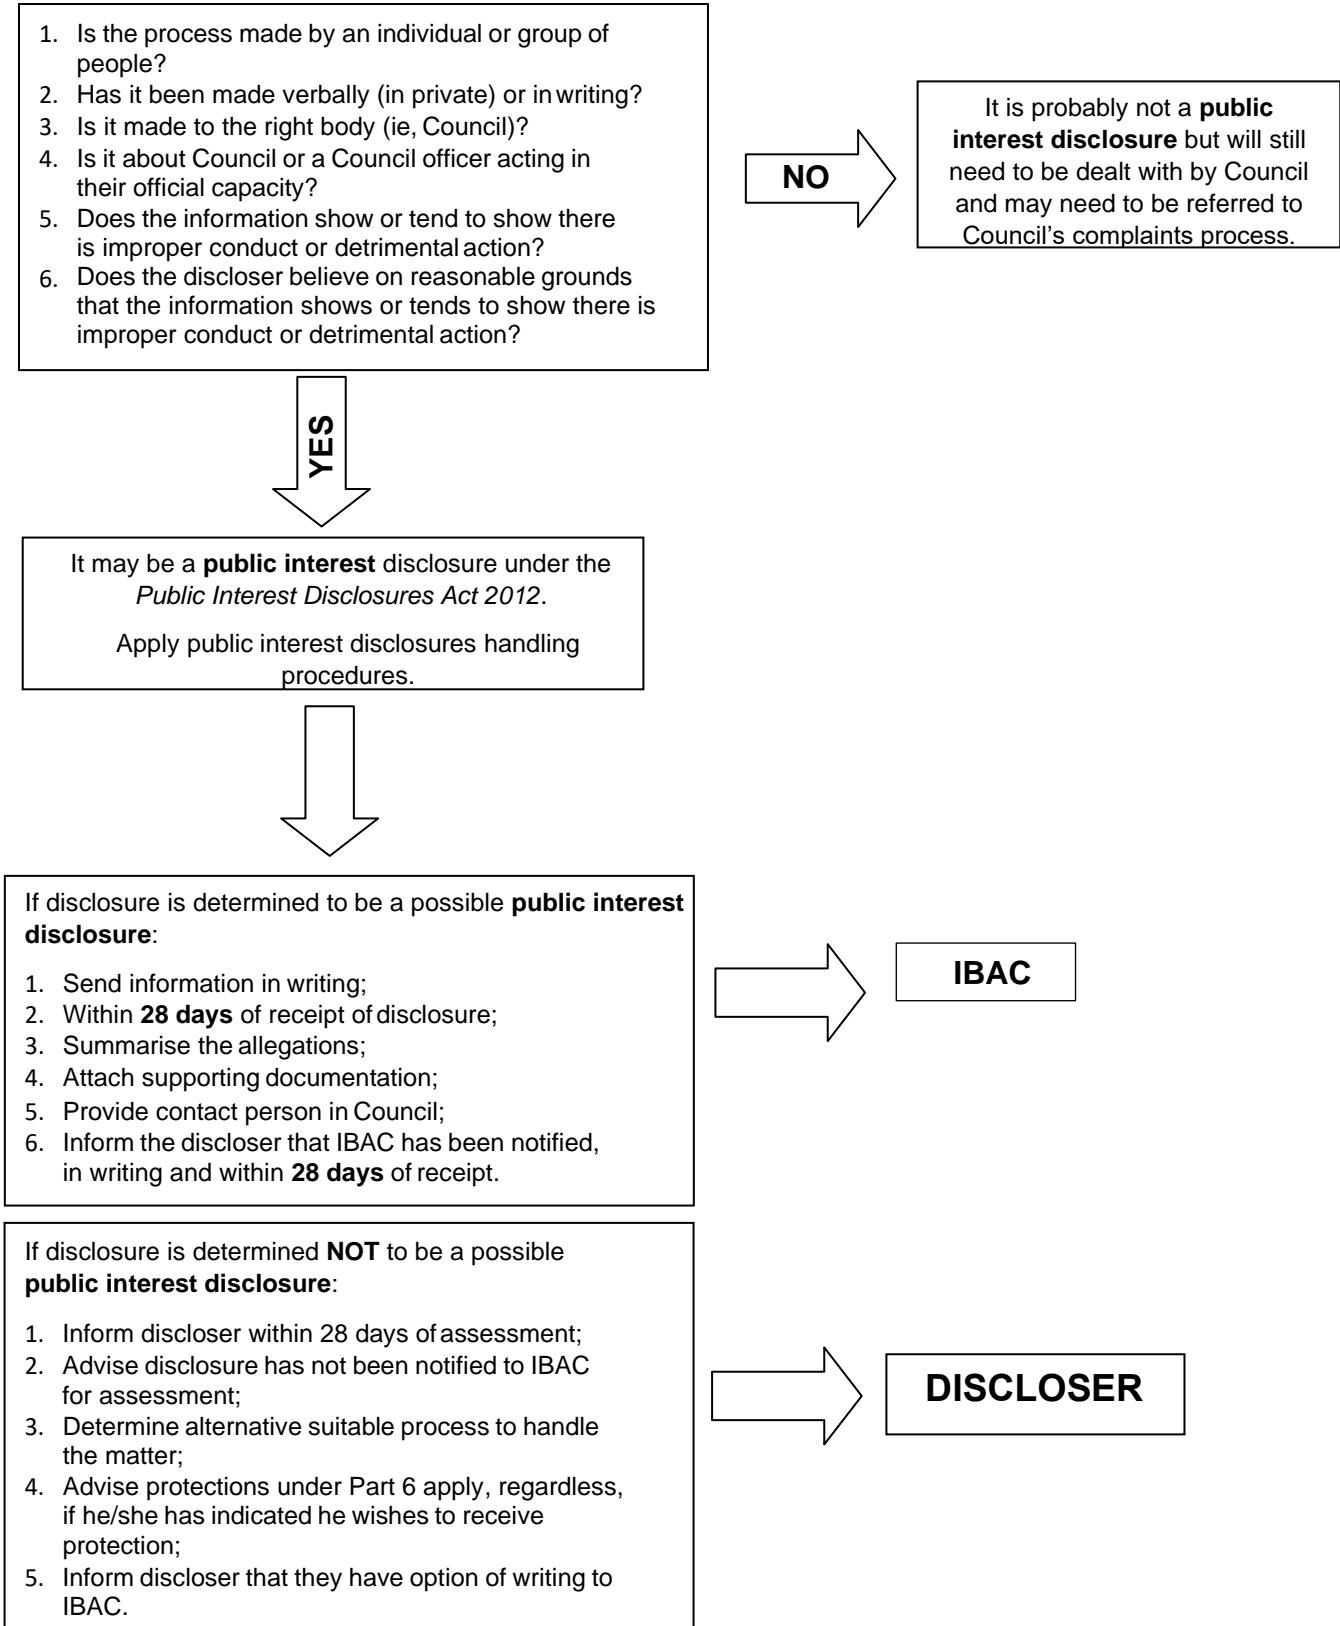 1. Is the process made by an individual or group of
people?
2. Has it been made verbally (in private) or in writing?
3. Is it made to the right body (ie, Council)?
4. Is it about Council or a Council officer acting in
their official capacity?
5. Does the information show or tend to show there
is improper conduct or detrimental action?
6. Does the discloser believe on reasonable grounds
that the information shows or tends to show there is
improper conduct or detrimental action?
NO
It is probably not a public
interest disclosure but will still
need to be dealt with by Council
and may need to be referred to
Council's complaints process.
YES
It may be a public interest disclosure under the
Public Interest Disclosures Act 2012.
Apply public interest disclosures handling
procedures.
If disclosure is determined to be a possible public interest
disclosure:
1. Send information in writing;
2. Within 28 days of receipt of disclosure;
3. Summarise the allegations;
4. Attach supporting documentation;
5. Provide contact person in Council;
6. Inform the discloser that IBAC has been notified,
in writing and within 28 days of receipt.
IBAC
If disclosure is determined NOT to be a possible
public interest disclosure:
1. Inform discloser within 28 days of assessment;
2. Advise disclosure has not been notified to IBAC
for assessment;
3. Determine alternative suitable process to handle
the matter;
4. Advise protections under Part 6 apply, regardless,
if he/she has indicated he wishes to receive
protection;
5. Inform discloser that they have option of writing to
IBAC.
DISCLOSER